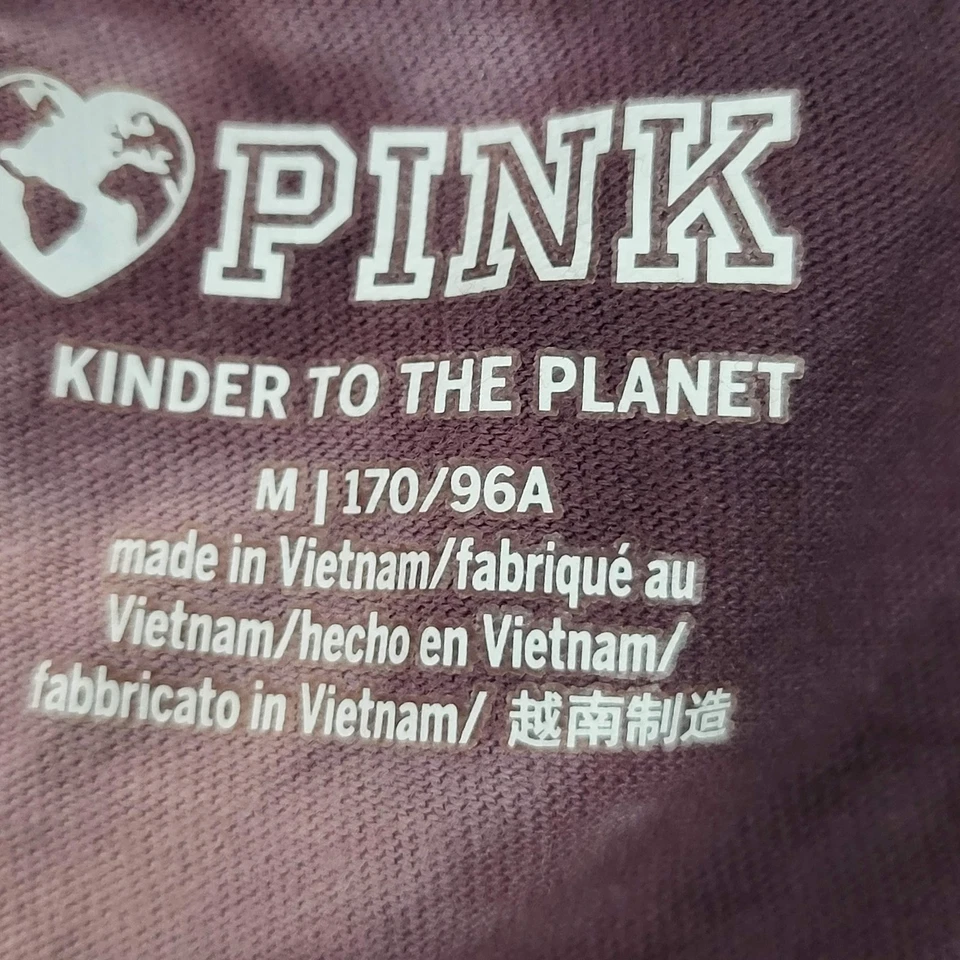 PINK
KINDER TO THE PLANET
M | 170/96A
made in Vietnam/fabriqué au
Vietnam/hecho en Vietnam/
fabbricato in Vietnam/ 越南制造